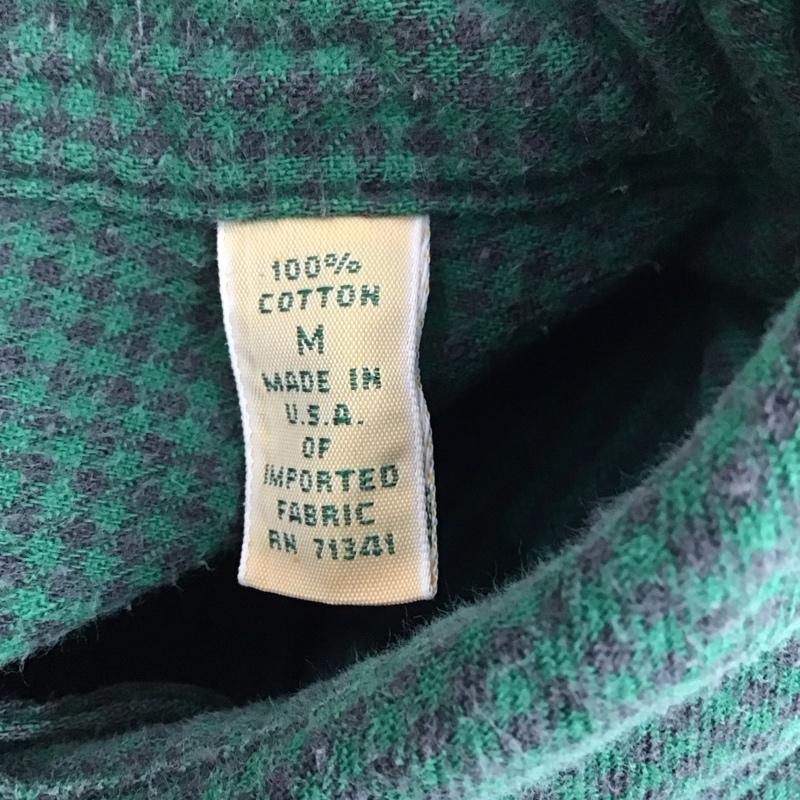 100%
COTTON
M
MADE IN
U.S.A.
OF
IMPORTED
FABRIC
RN 71341